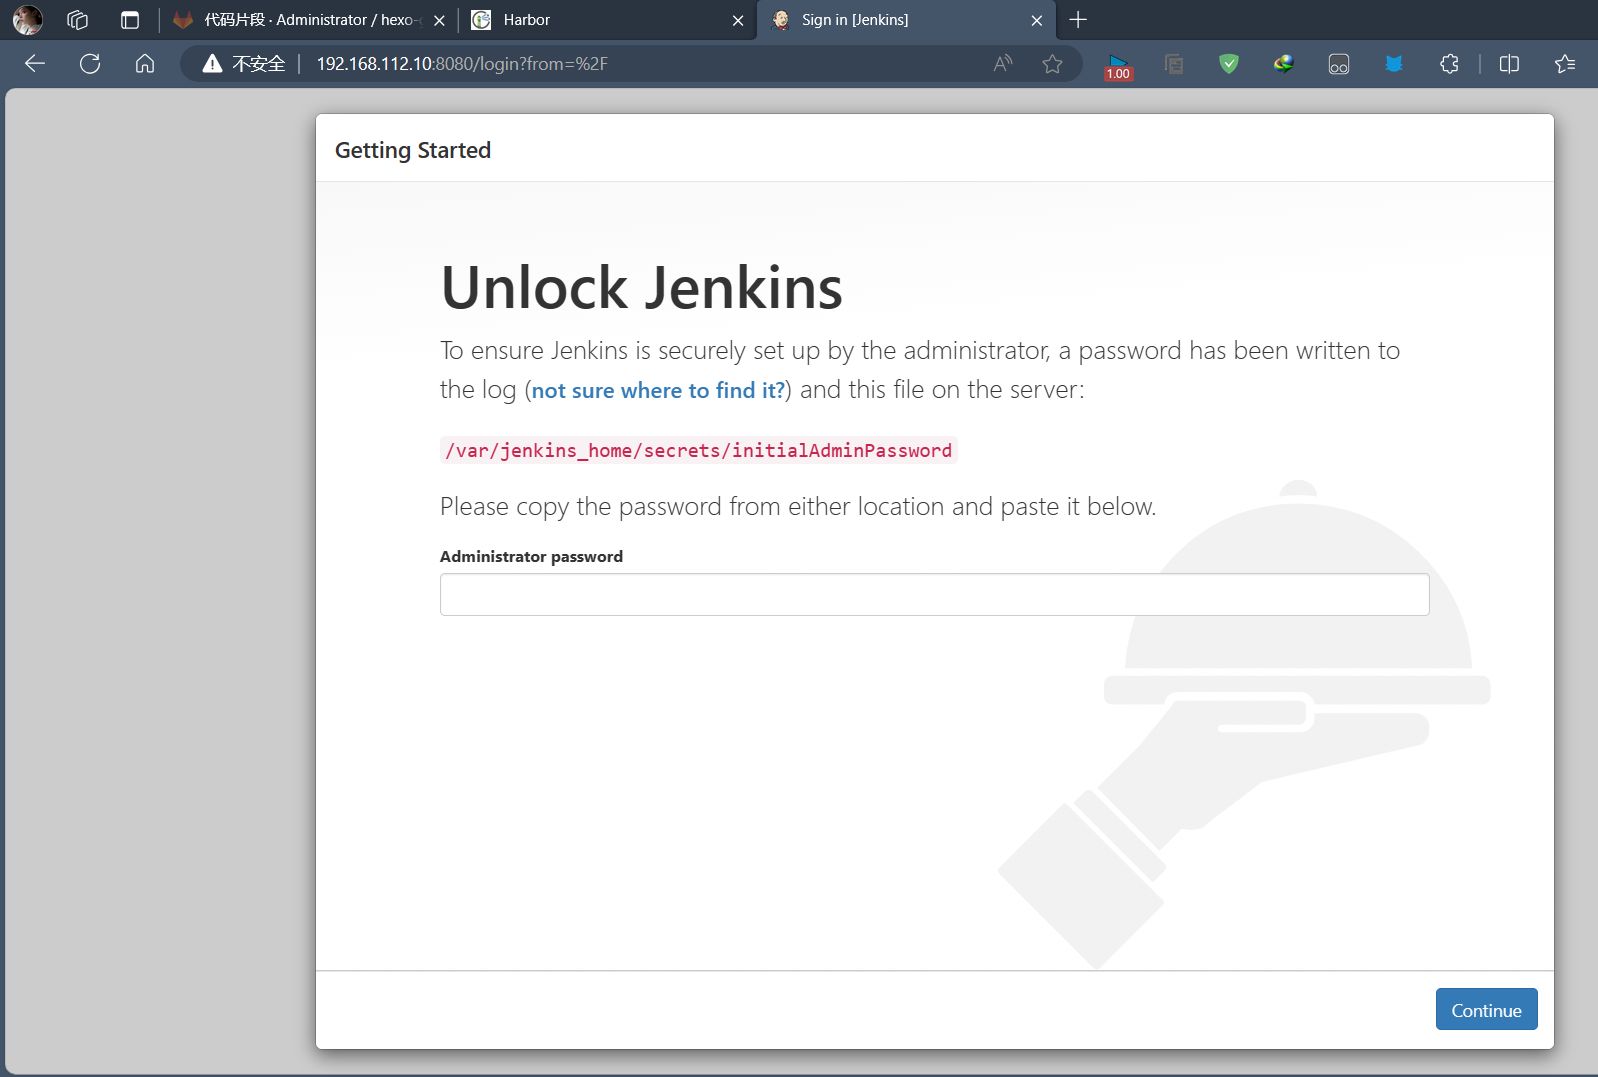 代码片段 · Administrator / hexo-
Harbor
Sign in [Jenkins]
不安全
192.168.112.10:8080/login?from=%2F
1.00
Getting Started
Unlock Jenkins
To ensure Jenkins is securely set up by the administrator, a password has been written to
the log (not sure where to find it?) and this file on the server:
/var/jenkins_home/secrets/initialAdminPassword
Please copy the password from either location and paste it below.
Administrator password
Continue